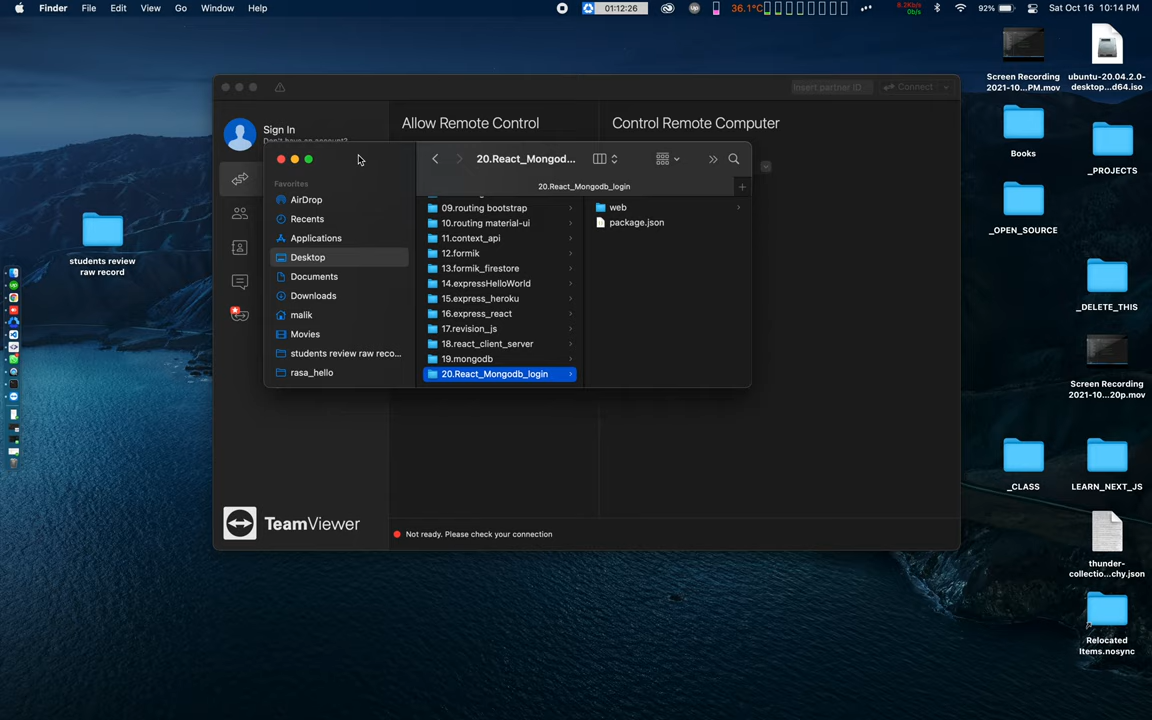 Finder File Edit View Go Window Help
01:12:26 Up 36.1°C 0b/s 92% Sat Oct 16 10:14 PM
Screen Recording
2021-10...PM.mov
ubuntu-20.04.2.0-
desktop...d64.iso
Books
_PROJECTS
_OPEN_SOURCE
_DELETE_THIS
Screen Recording
2021-10...20p.mov
_CLASS
LEARN_NEXT_JS
thunder-
collectio...chy.json
Relocated
Items.nosync
students review
raw record
Insert partner ID Connect
Sign In
Don't have an account?
Allow Remote Control
Control Remote Computer
20.React_Mongod...
20.React_Mongodb_login
Favorites
AirDrop
Recents
Applications
Desktop
Documents
Downloads
malik
Movies
students review raw reco...
rasa_hello
09.routing bootstrap
10.routing material-ui
11.context_api
12.formik
13.formik_firestore
14.expressHelloWorld
15.express_heroku
16.express_react
17.revision_js
18.react_client_server
19.mongodb
20.React_Mongodb_login
web
package.json
TeamViewer
Not ready. Please check your connection